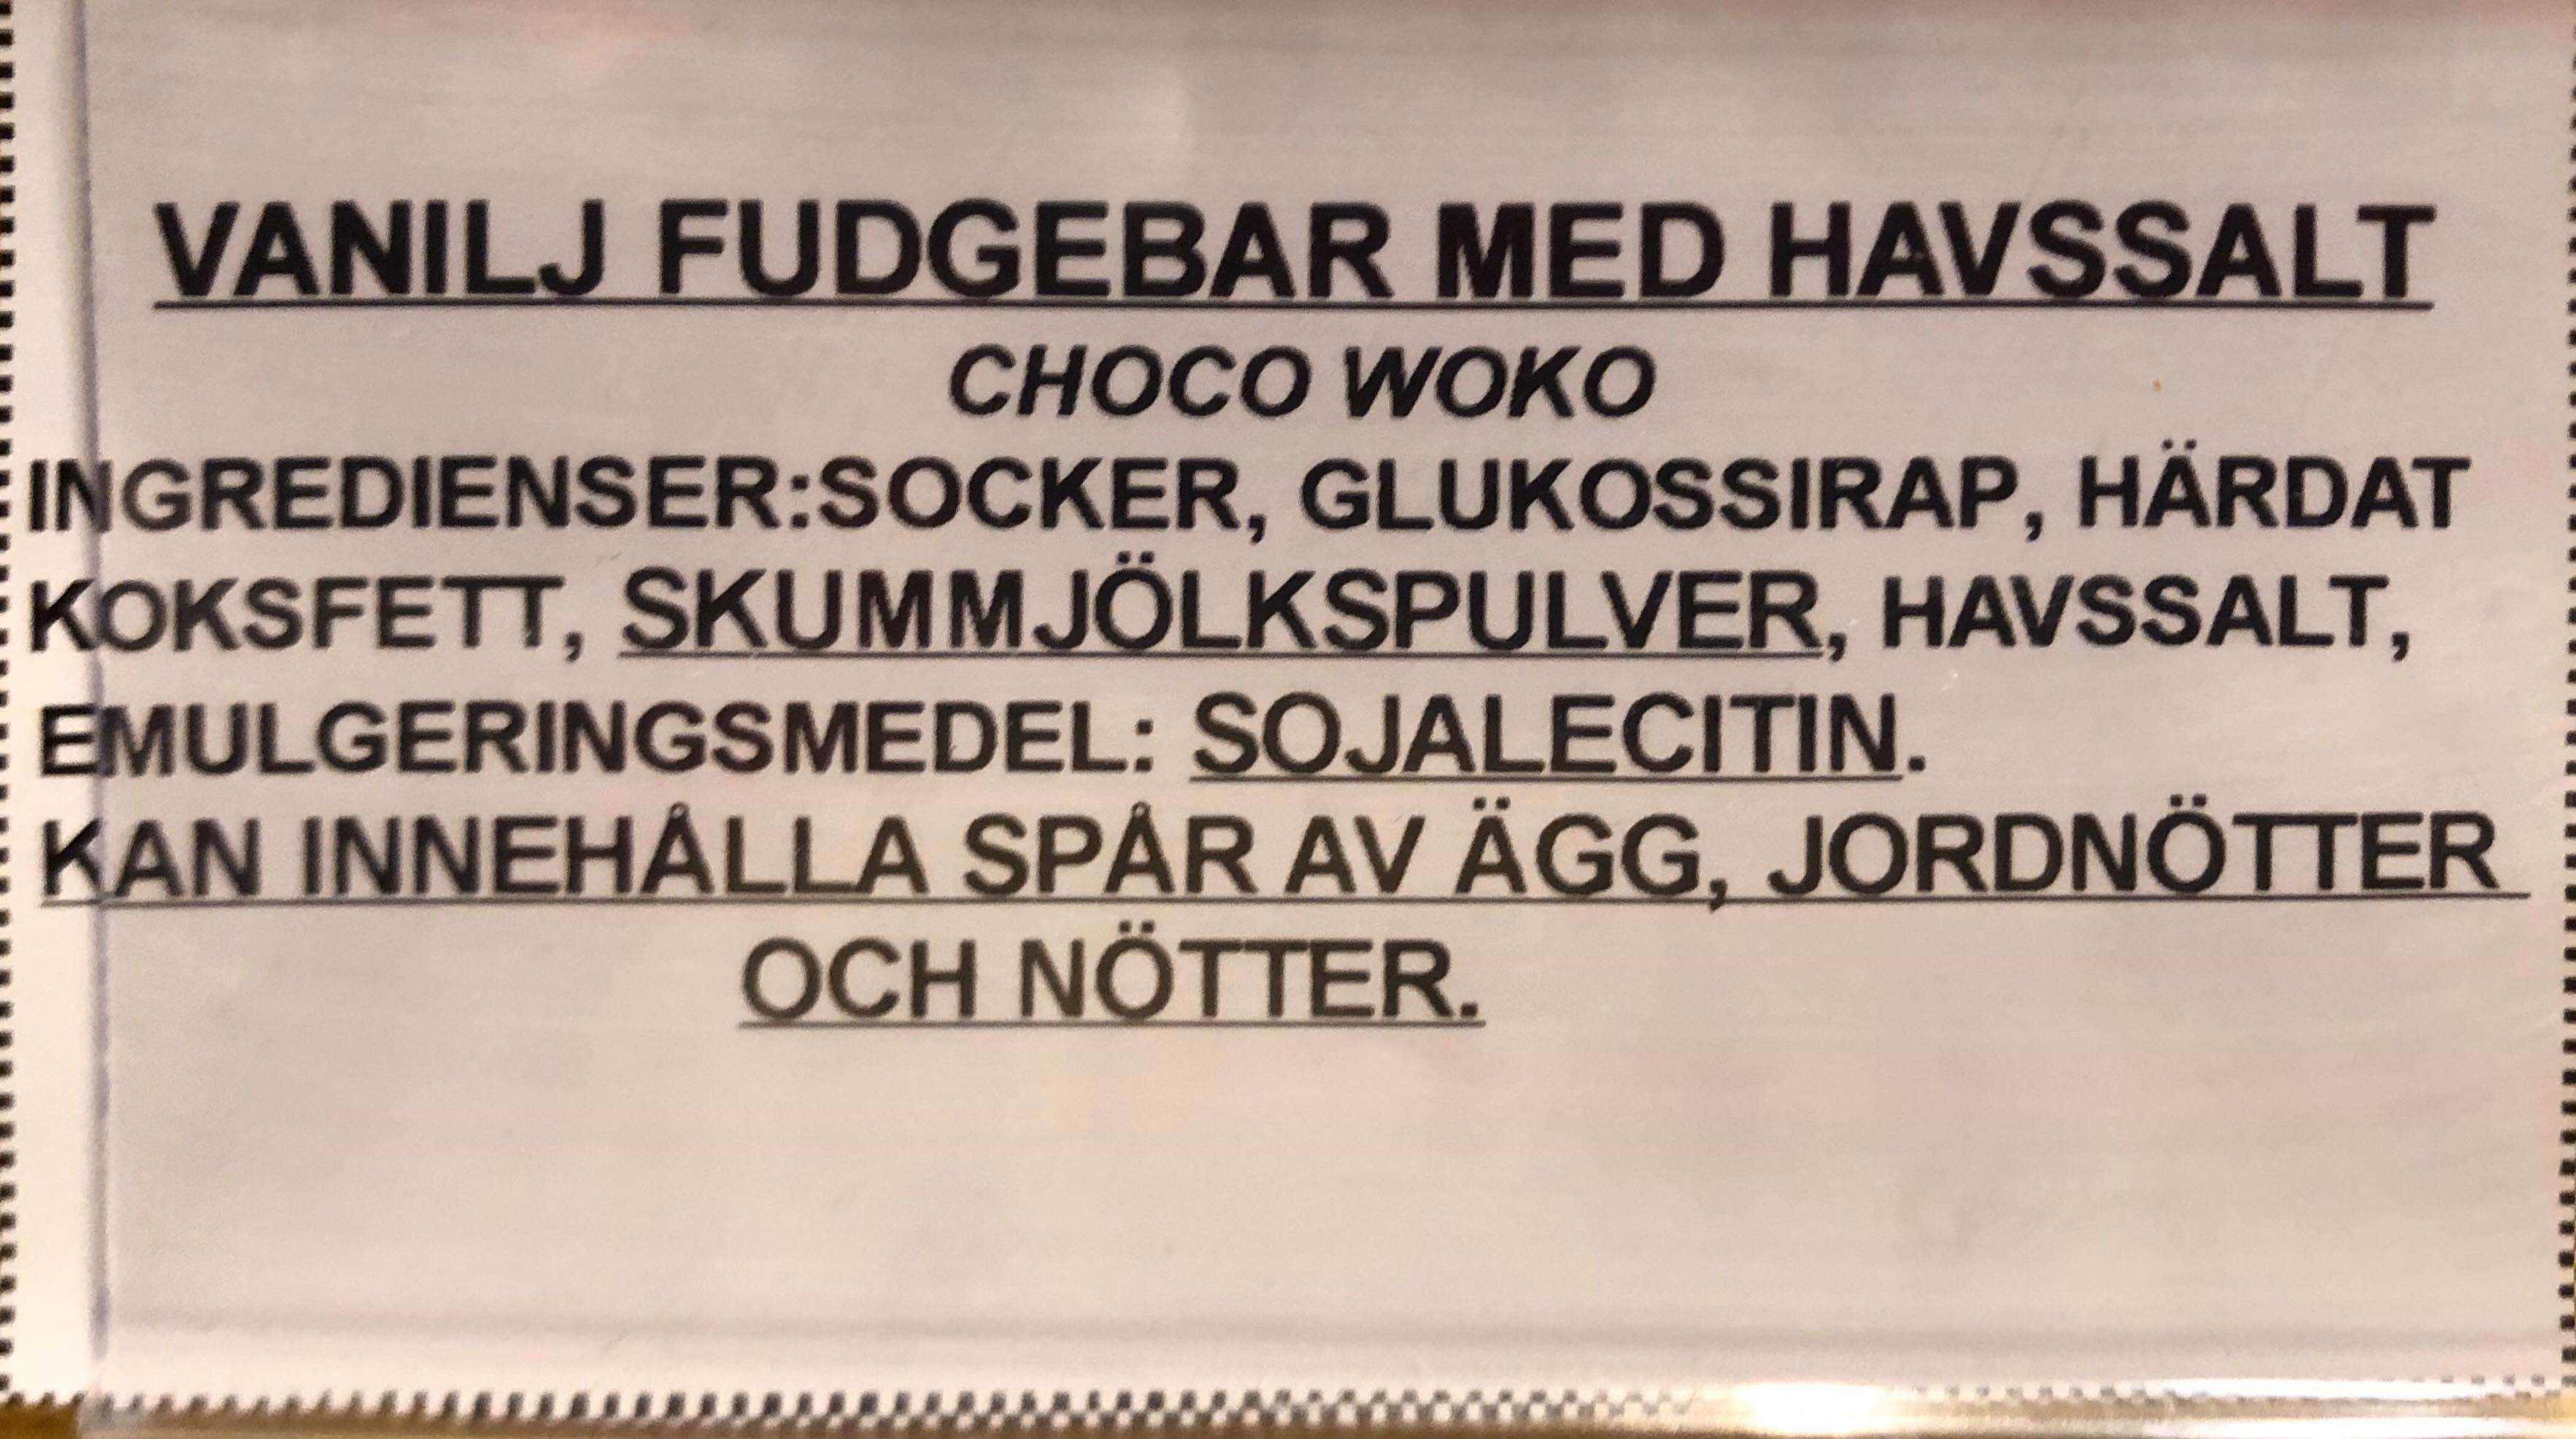 VANILJ FUDGEBAR MED HAVSSALT
CHOCO WOKO
INGREDIENSER:SOCKER, GLUKOSSIRAP, HÄRDAT
KOKSFETT, SKUMMJÖLKSPULVER, HAVSSALT,
EMULGERINGSMEDEL: SOJALECITIN.
KAN INNEHÅLLA SPÅR AV ÄGG, JORDNÖTTER
OCH NÖTTER.